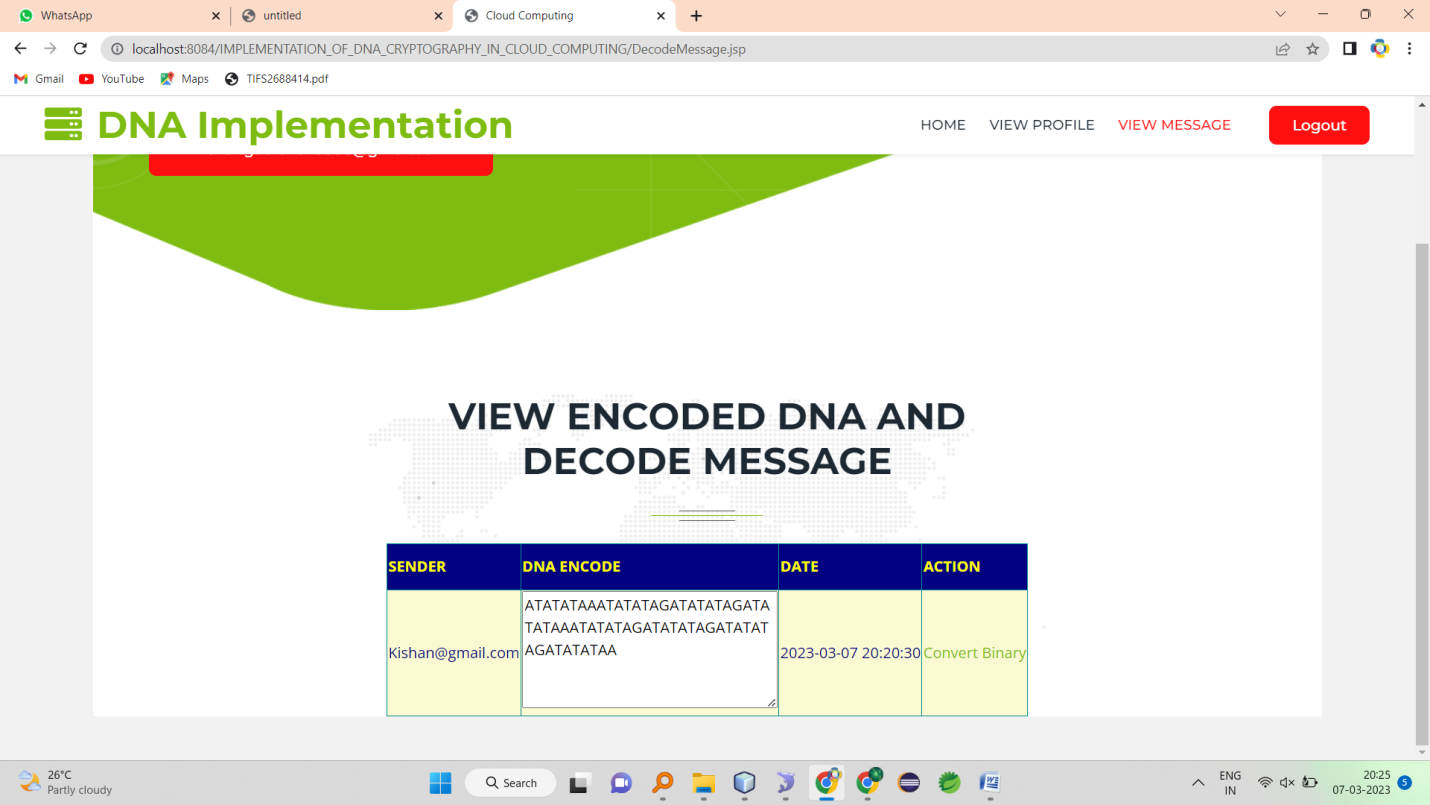 WhatsApp
untitled
Cloud Computing
localhost:8084/IMPLEMENTATION_OF_DNA_CRYPTOGRAPHY_IN_CLOUD_COMPUTING/DecodeMessage.jsp
Gmail YouTube Maps TIFS2688414.pdf
DNA Implementation
HOME VIEW PROFILE VIEW MESSAGE Logout
VIEW ENCODED DNA AND
DECODE MESSAGE
SENDER DNA ENCODE DATE ACTION
ATATATAAATATATAGATATATAGATA
TATAAATATATAGATATATAGATATAT
AGATATATAA
Kishan@gmail.com 2023-03-07 20:20:30 Convert Binary
26°C
Partly cloudy
Search
ENG
IN
20:25
07-03-2023
5